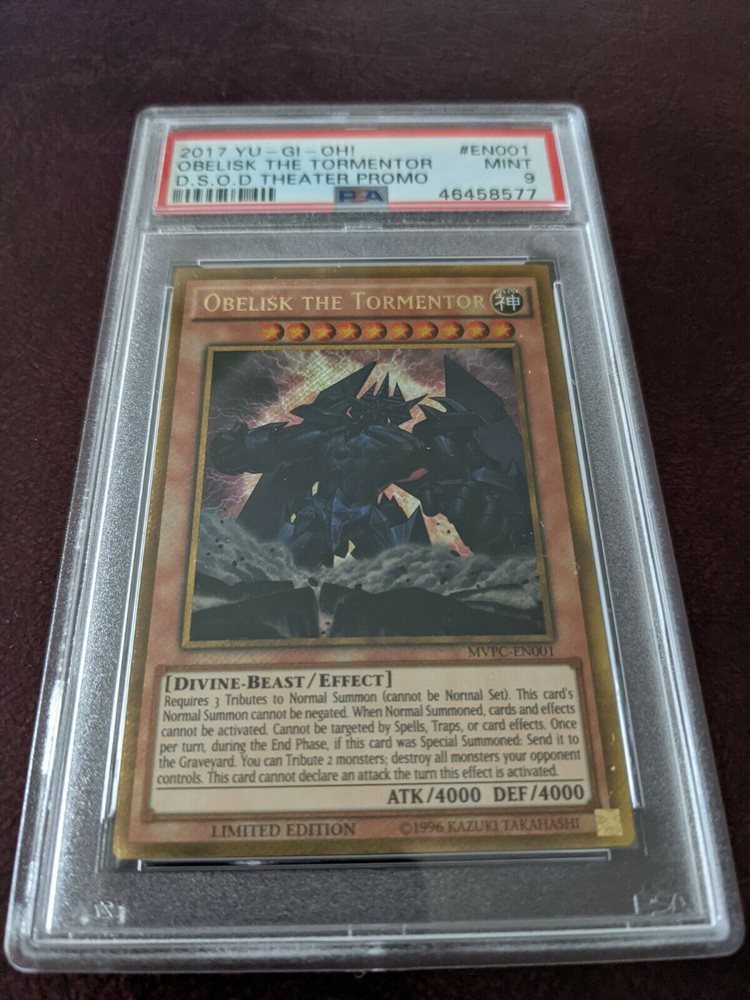 2017 YU-GI-OH! #EN001
OBELISK THE TORMENTOR MINT
D.S.O.D THEATER PROMO 9
PSA 46458577
OBELISK THE TORMENTOR
DIVINE
神
MVPC-EN001
[DIVINE-BEAST/EFFECT]
Requires 3 Tributes to Normal Summon (cannot be Normal Set). This card's
Normal Summon cannot be negated. When Normal Summoned, cards and effects
cannot be activated. Cannot be targeted by Spells, Traps, or card effects. Once
per turn, during the End Phase, if this card was Special Summoned: Send it to
the Graveyard. You can Tribute 2 monsters; destroy all monsters your opponent
controls. This card cannot declare an attack the turn this effect is activated.
ATK/4000 DEF/4000
LIMITED EDITION ©1996 KAZUKI TAKAHASHI
PSA